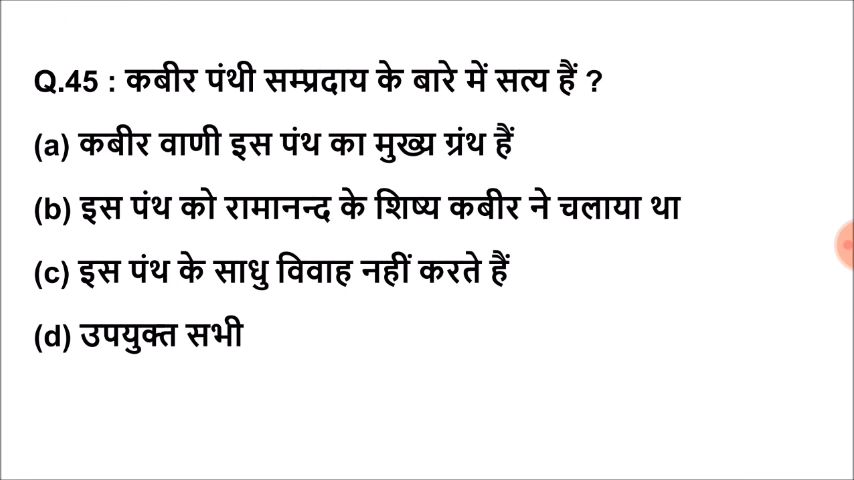 Q.45 : कबीर पंथी सम्प्रदाय के बारे में सत्य हैं ?
(a) कबीर वाणी इस पंथ का मुख्य ग्रंथ हैं
(b) इस पंथ को रामानन्द के शिष्य कबीर ने चलाया था
(c) इस पंथ के साधु विवाह नहीं करते हैं
(d) उपयुक्त सभी